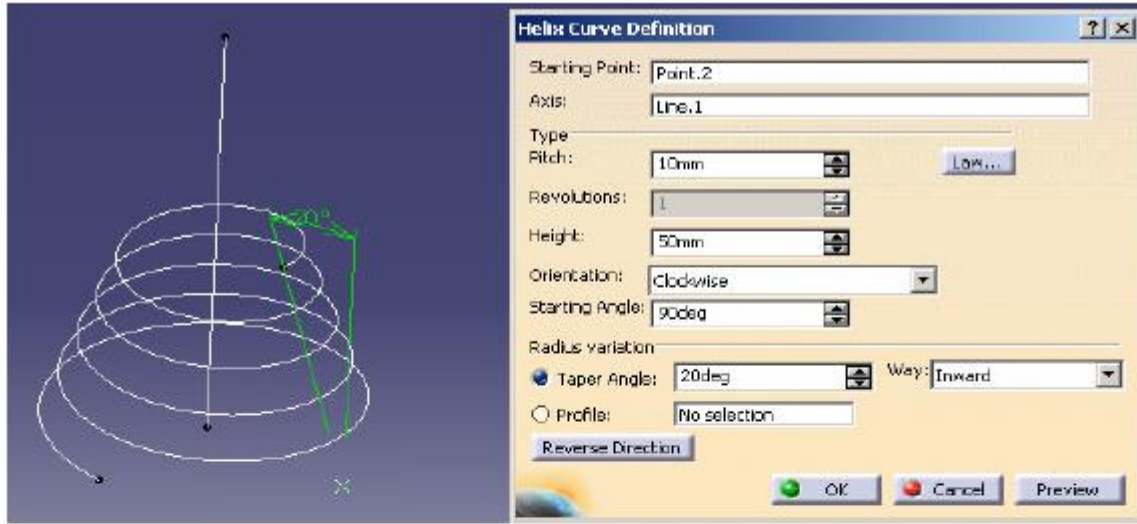 Helix Curve Definition
Starting Point: Point.2
Axis: Line.1
Type
Pitch: 10mm Law...
Revolutions: 1
Height: 50mm
Orientation: Clockwise
Starting Angle: 90deg
Radius variation
Taper Angle: 20deg Way: Inward
Profile: No selection
Reverse Direction
OK Cancel Preview
20°